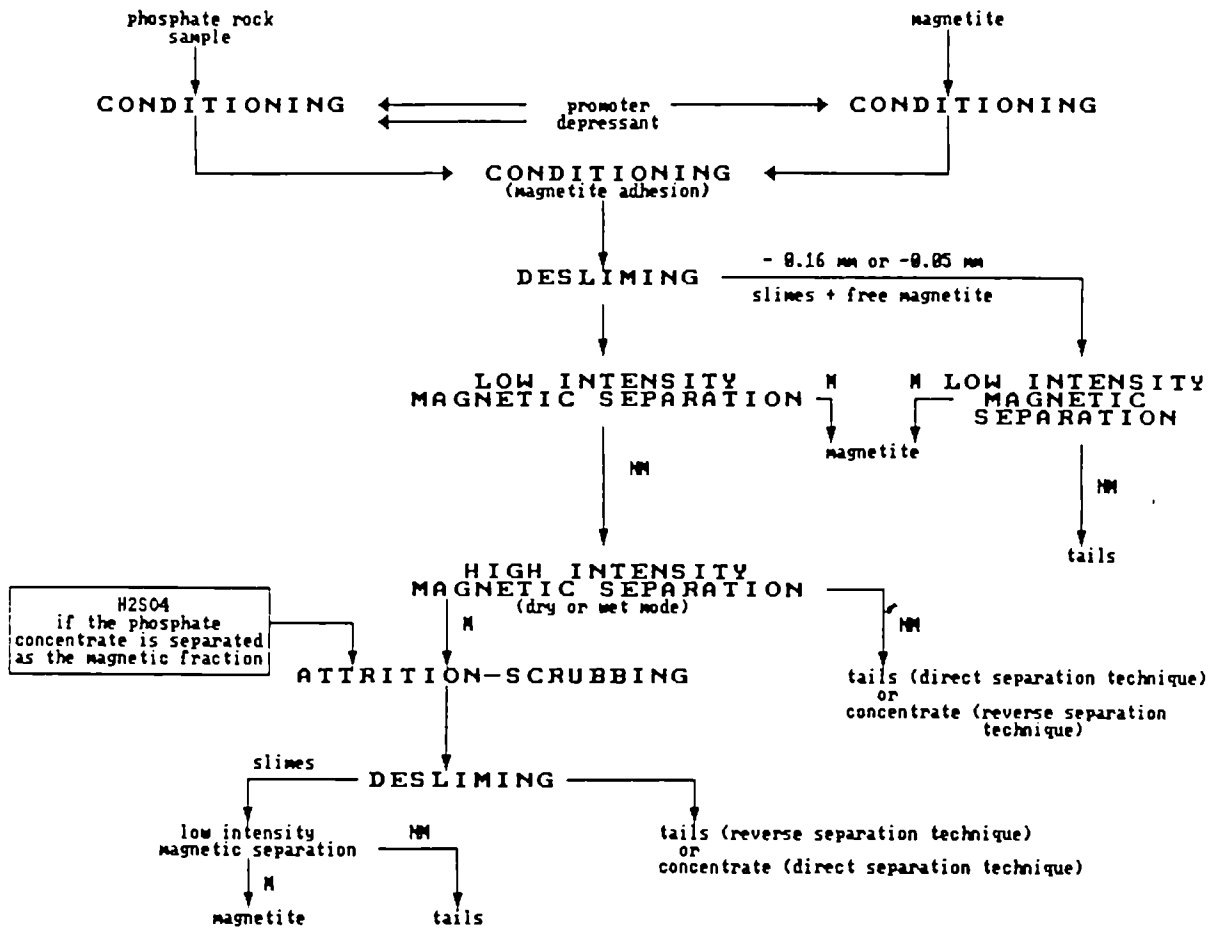 phosphate rock
sample
magnetite
CONDITIONING
promoter
depressant
CONDITIONING
CONDITIONING
(magnetite adhesion)
DESLIMING
- 0.16 mm or -0.05 mm
slimes + free magnetite
LOW INTENSITY
MAGNETIC SEPARATION
M
M
LOW INTENSITY
MAGNETIC
SEPARATION
magnetite
NM
NM
tails
HIGH INTENSITY
MAGNETIC SEPARATION
(dry or wet mode)
H2SO4
if the phosphate
concentrate is separated
as the magnetic fraction
M
NM
ATTRITION-SCRUBBING
tails (direct separation technique)
or
concentrate (reverse separation
technique)
slimes
DESLIMING
low intensity
magnetic separation
NM
tails (reverse separation technique)
or
concentrate (direct separation technique)
M
magnetite
tails